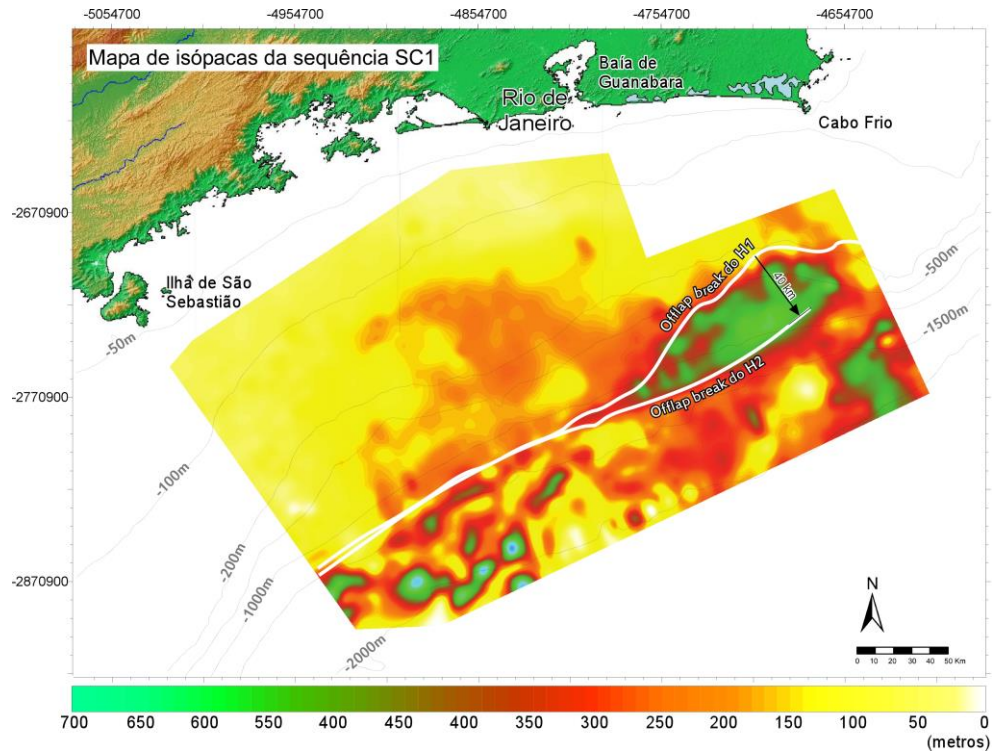 -5054700 -4954700 -4854700 -4754700 -4654700
Mapa de isópacas da sequência SC1
Baía de
Guanabara
Rio de
Janeiro
Cabo Frio
-2670900
Ilha de São
Sebastião
Offlap break do H1
40 km
-500m
-50m
-1500m
-2770900
Offlap break do H2
-100m
-200m
-2870900
-1000m
-2000m
N
0 10 20 30 40 50 Km
700 650 600 550 500 450 400 350 300 250 200 150 100 50 0
(metros)